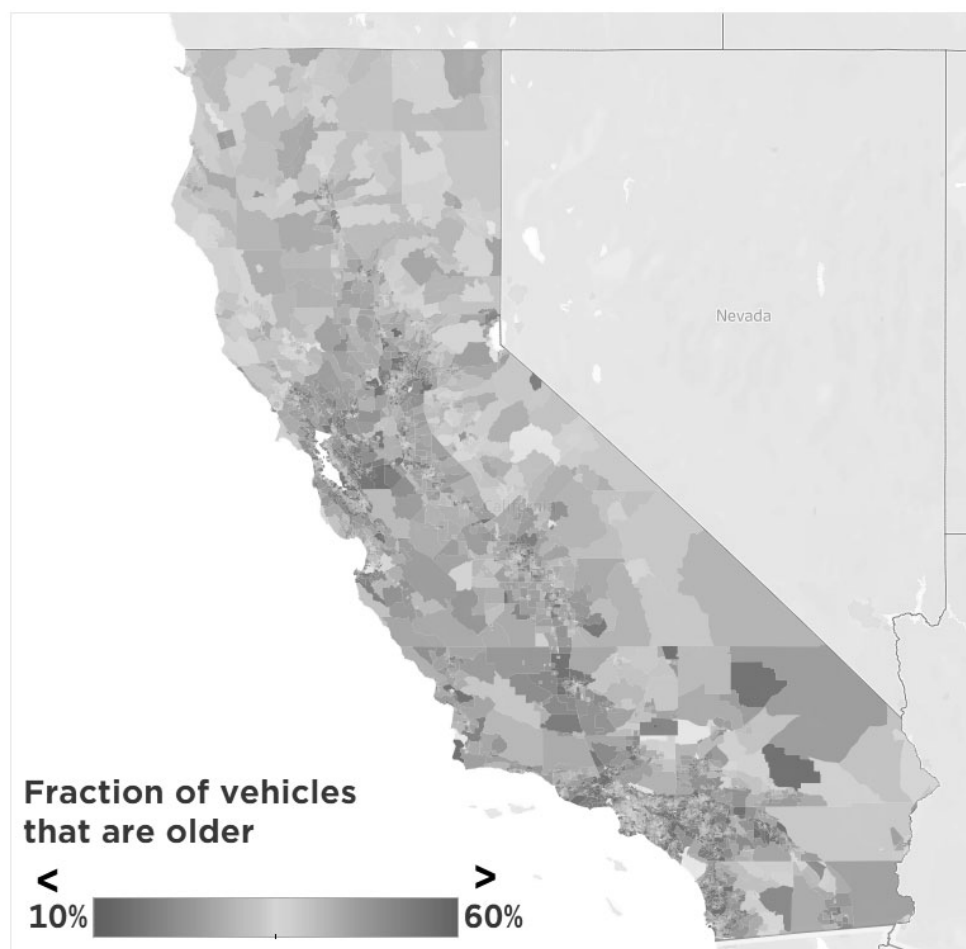 Nevada
Fraction of vehicles
that are older
< >
10% 60%